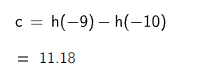 c = h(−9) − h(−10)
= 11.18